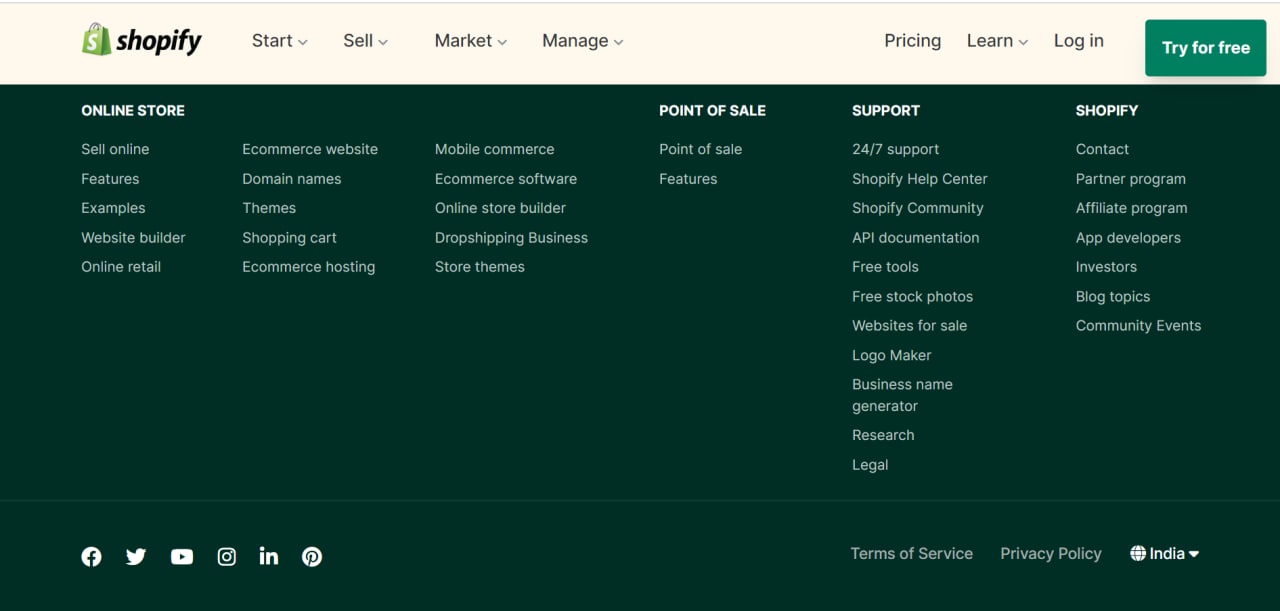 shopify
Start
Sell
Market
Manage
Pricing
Learn
Log in
Try for free
ONLINE STORE
Sell online
Features
Examples
Website builder
Online retail
Ecommerce website
Domain names
Themes
Shopping cart
Ecommerce hosting
Mobile commerce
Ecommerce software
Online store builder
Dropshipping Business
Store themes
POINT OF SALE
Point of sale
Features
SUPPORT
24/7 support
Shopify Help Center
Shopify Community
API documentation
Free tools
Free stock photos
Websites for sale
Logo Maker
Business name
generator
Research
Legal
SHOPIFY
Contact
Partner program
Affiliate program
App developers
Investors
Blog topics
Community Events
Terms of Service
Privacy Policy
India